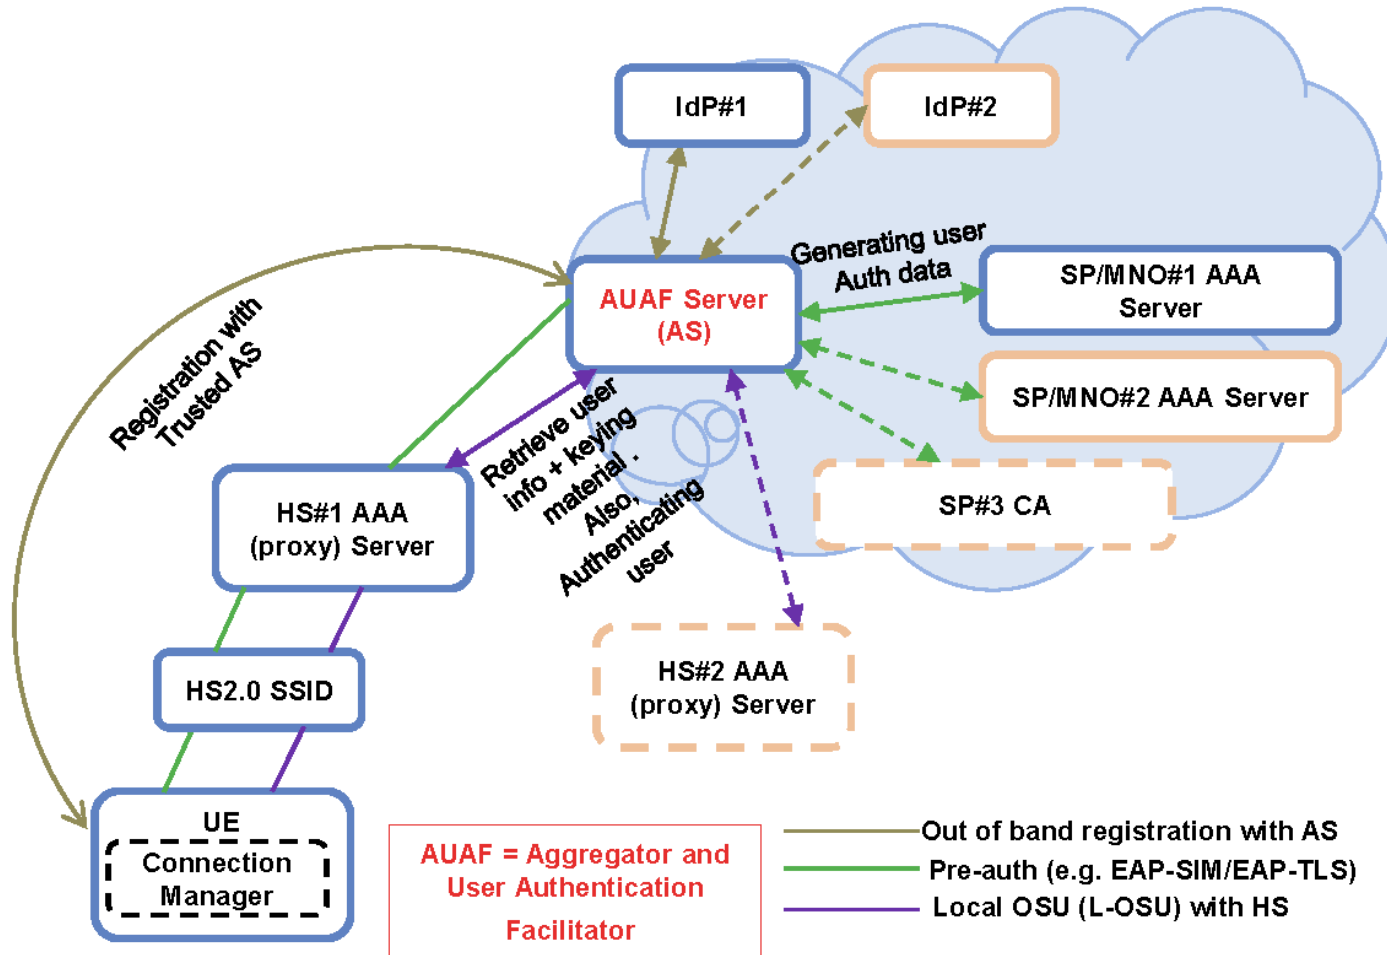 IdP#1
IdP#2
Generating user
Auth data
AUAF Server
(AS)
SP/MNO#1 AAA
Server
SP/MNO#2 AAA Server
SP#3 CA
Registration with
Trusted AS
Retrieve user
info + keying
material .
Also,
Authenticating
user
HS#1 AAA
(proxy) Server
HS#2 AAA
(proxy) Server
HS2.0 SSID
UE
Connection
Manager
AUAF = Aggregator and
User Authentication
Facilitator
Out of band registration with AS
Pre-auth (e.g. EAP-SIM/EAP-TLS)
Local OSU (L-OSU) with HS